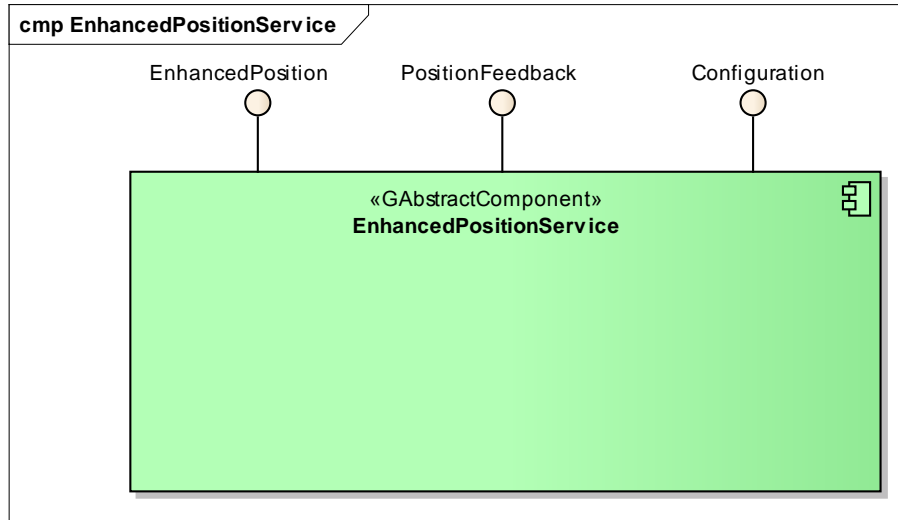 cmp EnhancedPositionService
EnhancedPosition PositionFeedback Configuration
«GAbstractComponent»
EnhancedPositionService